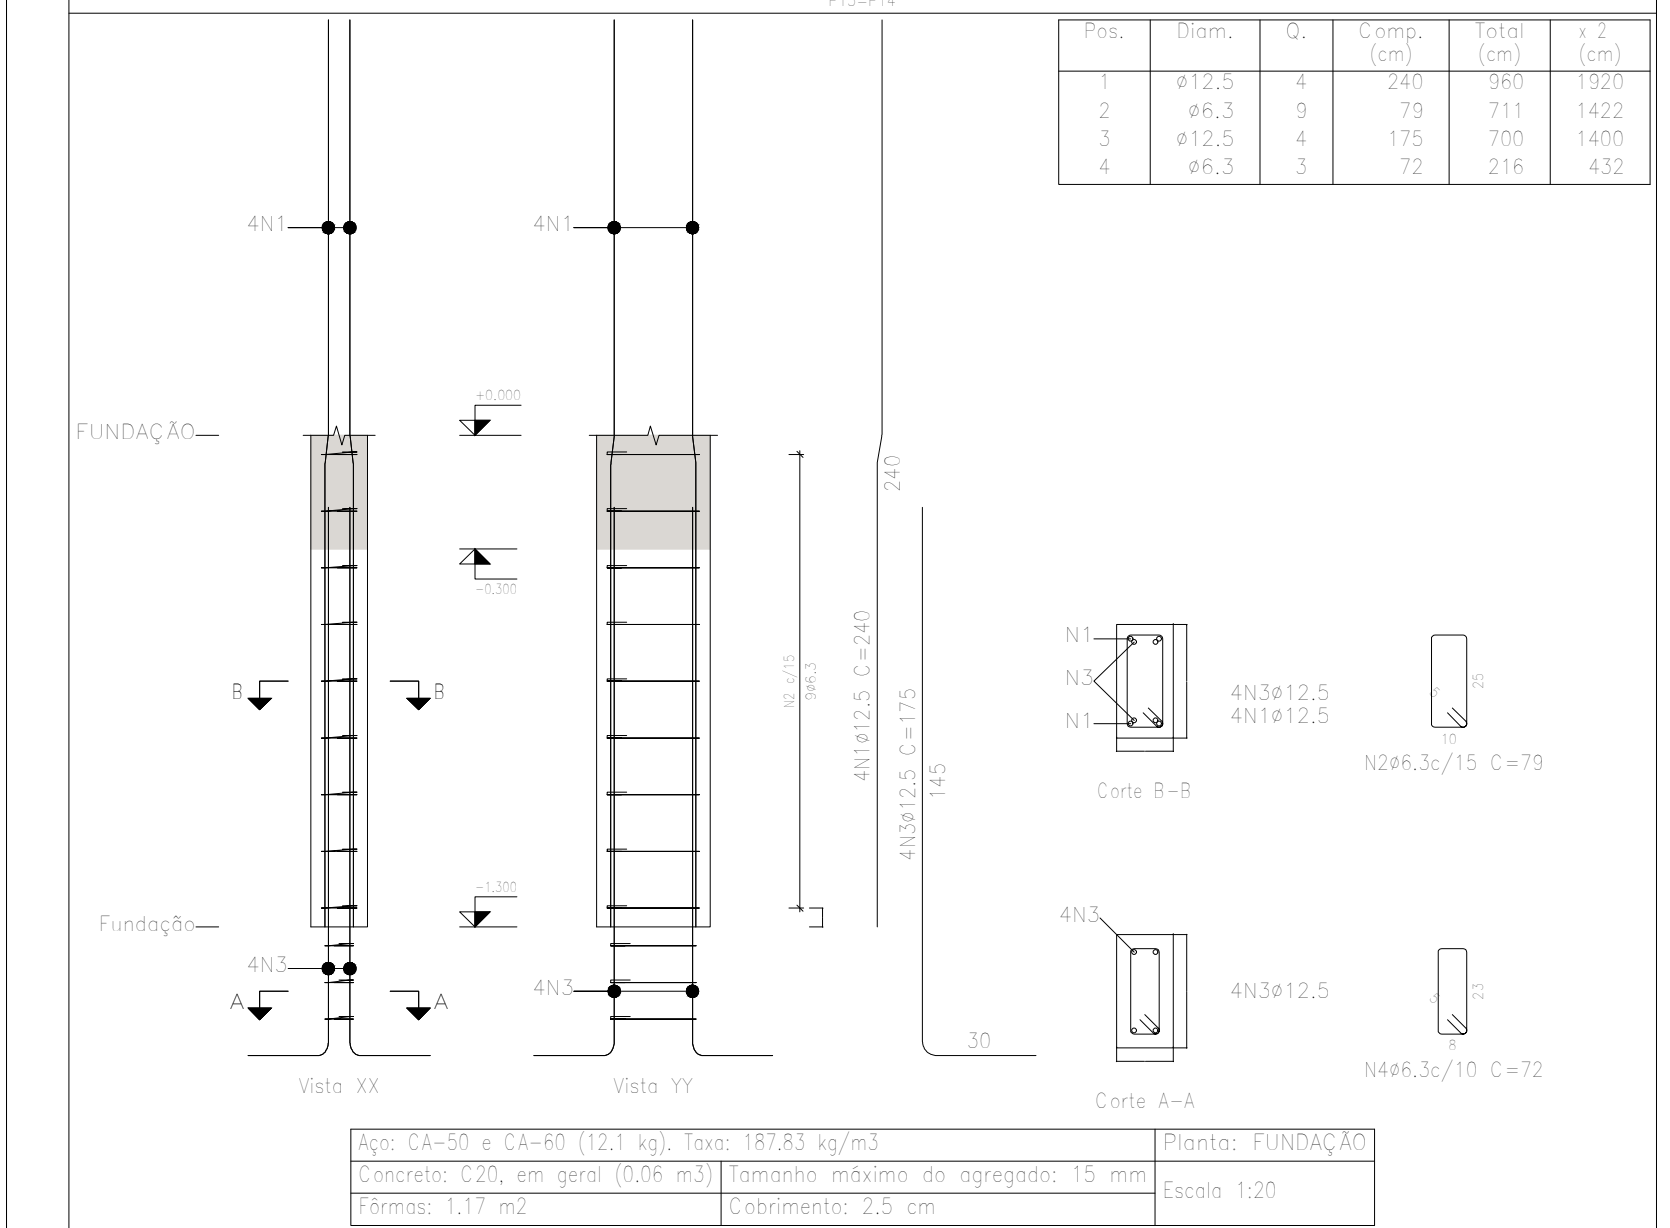 P13=P14
Pos. Diam. Q. Comp. (cm) Total (cm) x 2 (cm)
1 ø12.5 4 240 960 1920
2 ø6.3 9 79 711 1422
3 ø12.5 4 175 700 1400
4 ø6.3 3 72 216 432
4N1
4N1
+0.000
FUNDAÇÃO
240
-0.300
N2 c/15
9ø6.3
4N1ø12.5 C=240
4N3ø12.5 C=175
145
B B
N1
N3
N1
4N3ø12.5
4N1ø12.5
25
10
N2ø6.3c/15 C=79
Corte B-B
-1.300
Fundação
4N3
4N3
A A
30
4N3
4N3ø12.5
5
5
23
8
N4ø6.3c/10 C=72
Vista XX
Vista YY
Corte A-A
Aço: CA-50 e CA-60 (12.1 kg). Taxa: 187.83 kg/m3
Planta: FUNDAÇÃO
Concreto: C20, em geral (0.06 m3)
Tamanho máximo do agregado: 15 mm
Escala 1:20
Fôrmas: 1.17 m2
Cobrimento: 2.5 cm